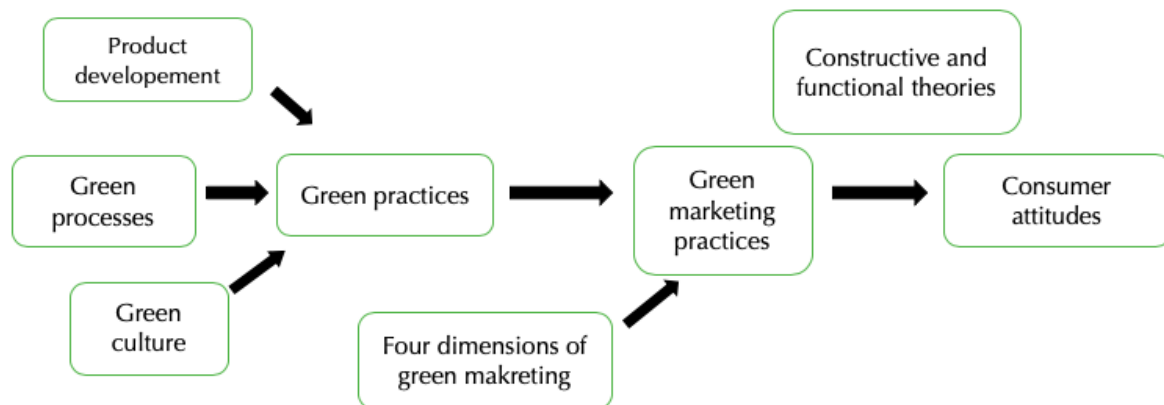 Product
developement
Constructive and
functional theories
Green
processes
Green practices
Green
marketing
practices
Consumer
attitudes
Green
culture
Four dimensions of
green makreting